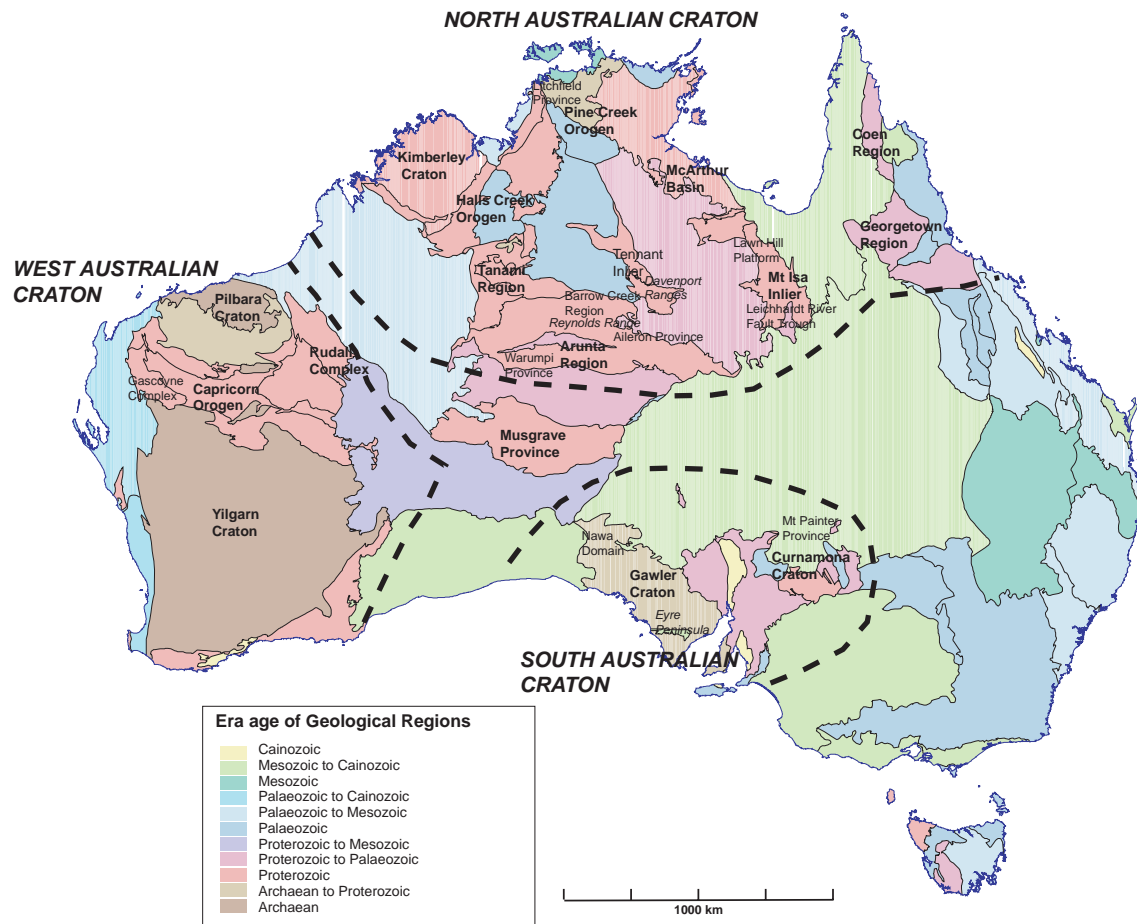 NORTH AUSTRALIAN CRATON
Litchfield
Province
Pine Creek
Orogen
Coen
Region
Kimberley
Craton
McArthur
Basin
Halls Creek
Orogen
Georgetown
Region
WEST AUSTRALIAN
CRATON
Lawn Hill
Platform
Tennant
Inlier
Tanami
Region
Davenport
Ranges
Mt Isa
Inlier
Pilbara
Craton
Barrow Creek
Region
Leichhardt River
Fault Trough
Reynolds Range
Aileron Province
Rudall
Complex
Arunta
Region
Warumpi
Province
Gascoyne
Complex
Capricorn
Orogen
Musgrave
Province
Yilgarn
Craton
Mt Painter
Province
Nawa
Domain
Curnamona
Craton
Gawler
Craton
Eyre
Peninsula
SOUTH AUSTRALIAN
CRATON
Era age of Geological Regions
Cainozoic
Mesozoic to Cainozoic
Mesozoic
Palaeozoic to Cainozoic
Palaeozoic to Mesozoic
Palaeozoic
Proterozoic to Mesozoic
Proterozoic to Palaeozoic
Proterozoic
Archaean to Proterozoic
Archaean
1000 km